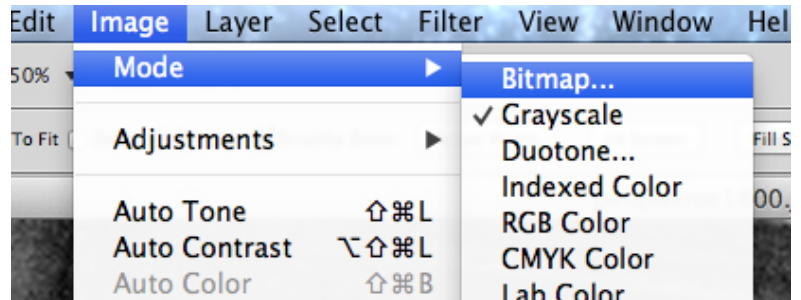 Edit Image Layer Select Filter View Window Hel
50% Mode Bitmap...
✓ Grayscale
To Fit Adjustments Duotone... Fill S
Indexed Color 00.
Auto Tone ⇧⌘L RGB Color
Auto Contrast ⌥⇧⌘L CMYK Color
Auto Color ⇧⌘B Lab Color